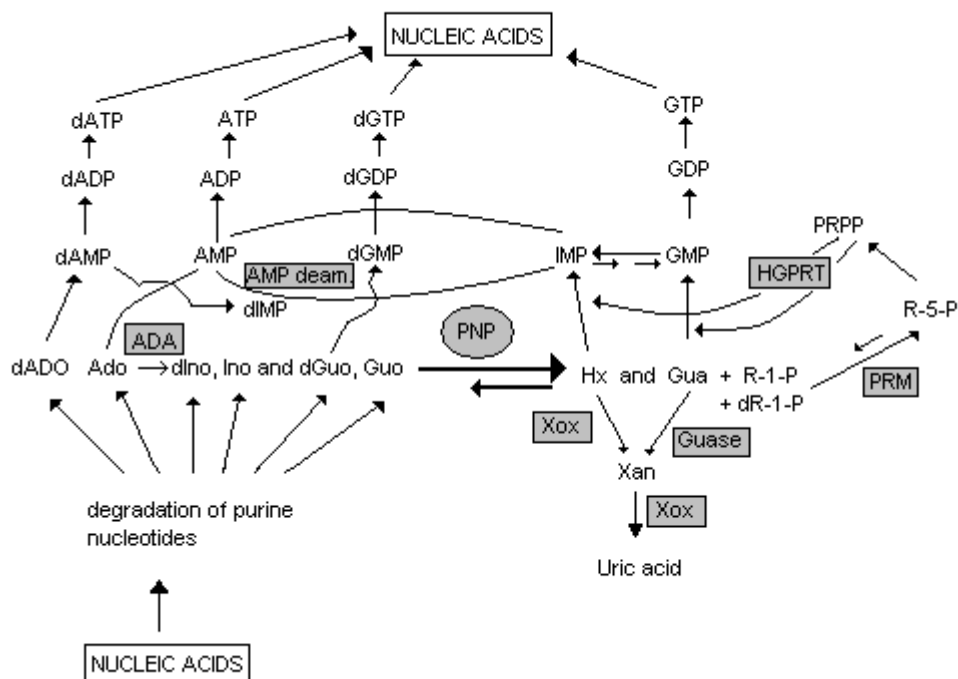 NUCLEIC ACIDS
dATP ATP dGTP GTP
dADP ADP dGDP GDP
PRPP
dAMP AMP dGMP IMP GMP
AMP deam. HGPRT
dIMP R-5-P
ADA PNP
dADO Ado dIno, Ino and dGuo, Guo Hx and Gua + R-1-P PRM
+ dR-1-P
Xox Guase
Xan
degradation of purine Xox
nucleotides
Uric acid
NUCLEIC ACIDS